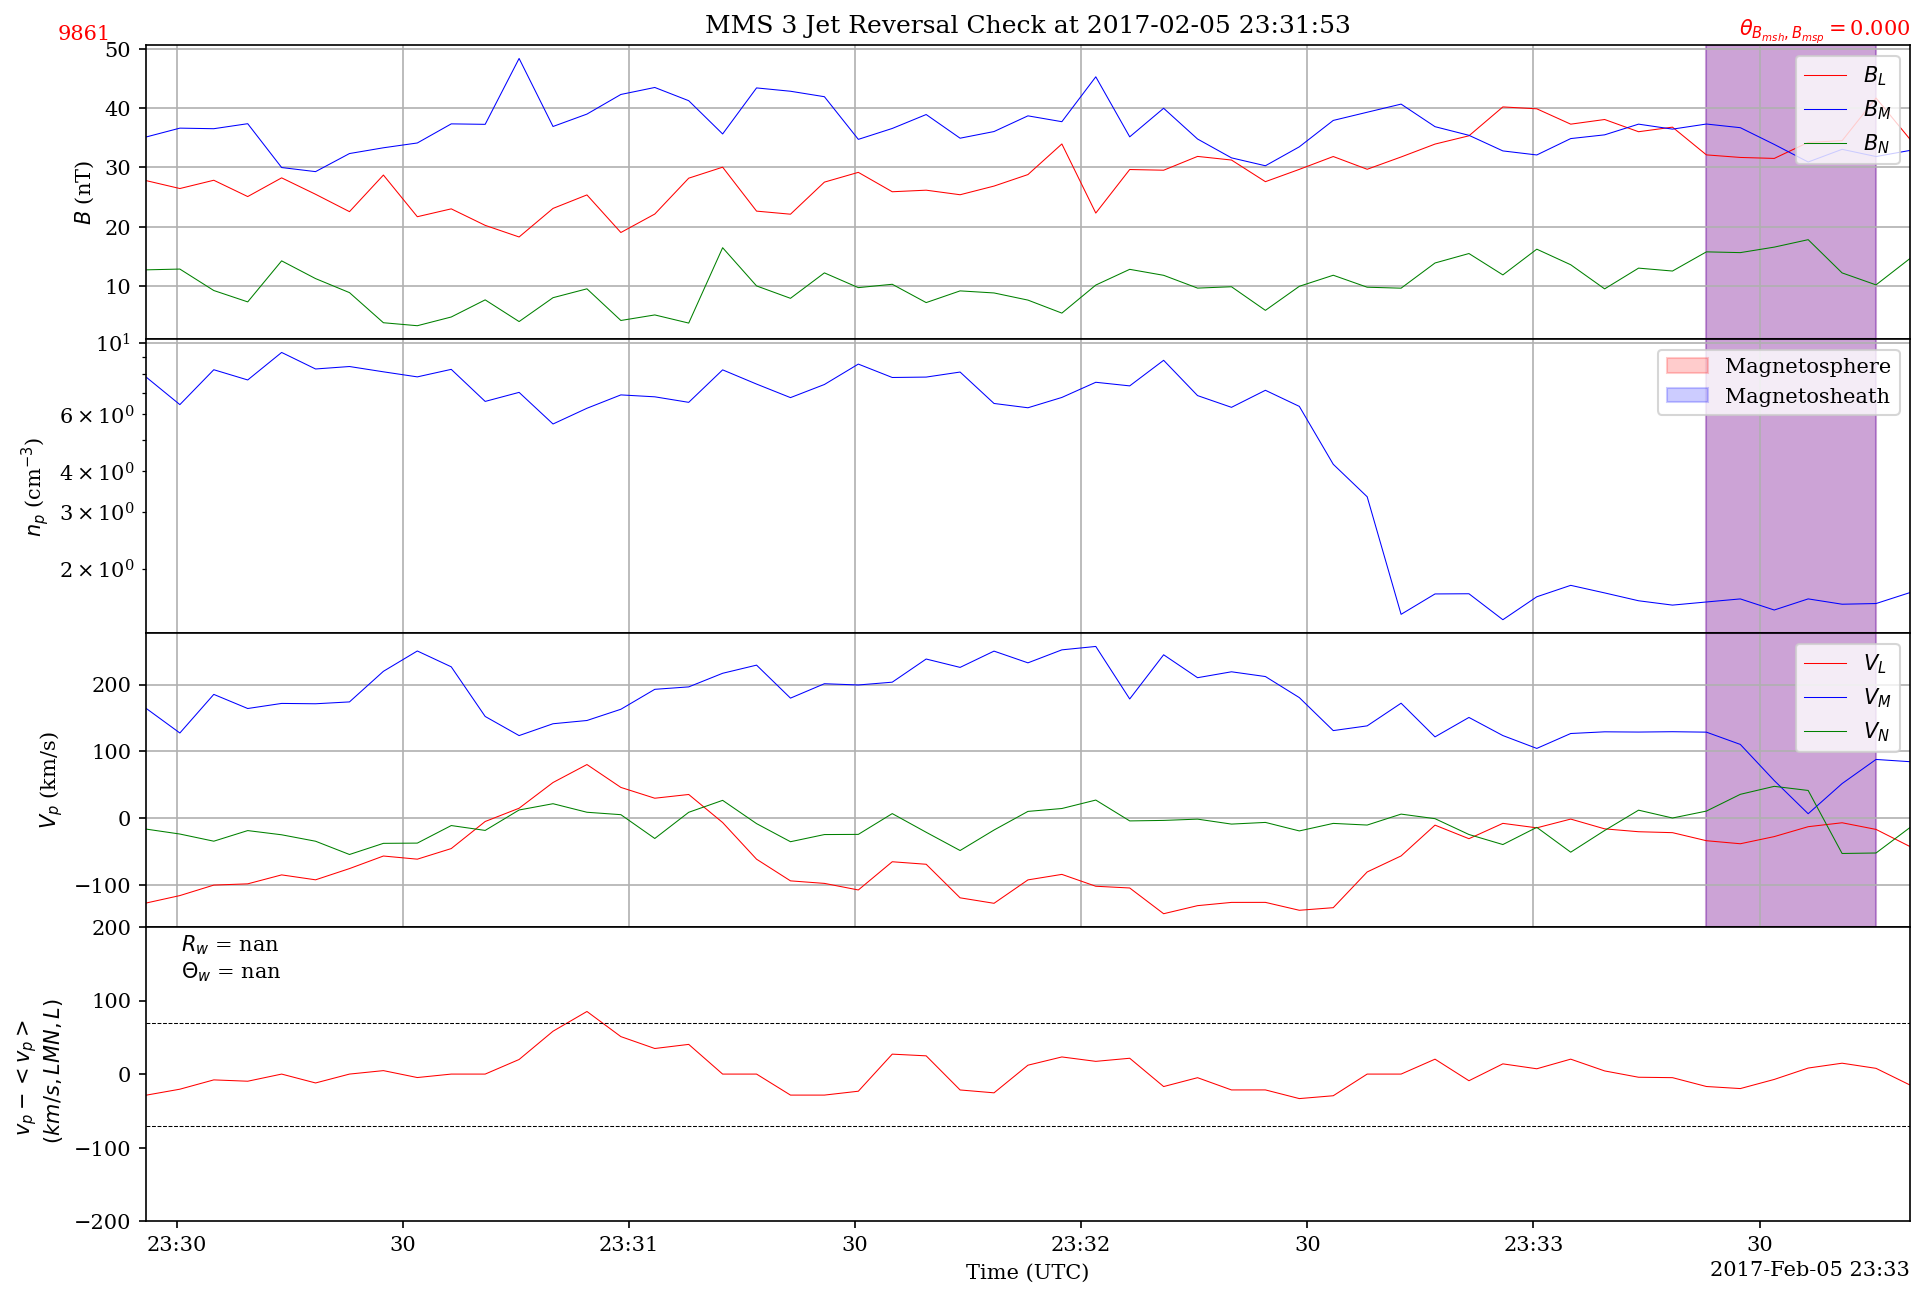 MMS 3 Jet Reversal Check at 2017-02-05 23:31:53
9861
θ_{B_{msh}, B_{msp}} = 0.000
50
40
30
20
10
B (nT)
B_L
B_M
B_N
10^1
6 × 10^0
4 × 10^0
3 × 10^0
2 × 10^0
n_p (cm^{−3})
Magnetosphere
Magnetosheath
200
100
0
−100
V_p (km/s)
V_L
V_M
V_N
200
100
0
−100
−200
v_p − < v_p >
(km/s, LMN, L)
R_w = nan
Θ_w = nan
23:30 30 23:31 30 23:32 30 23:33 30
Time (UTC)
2017-Feb-05 23:33